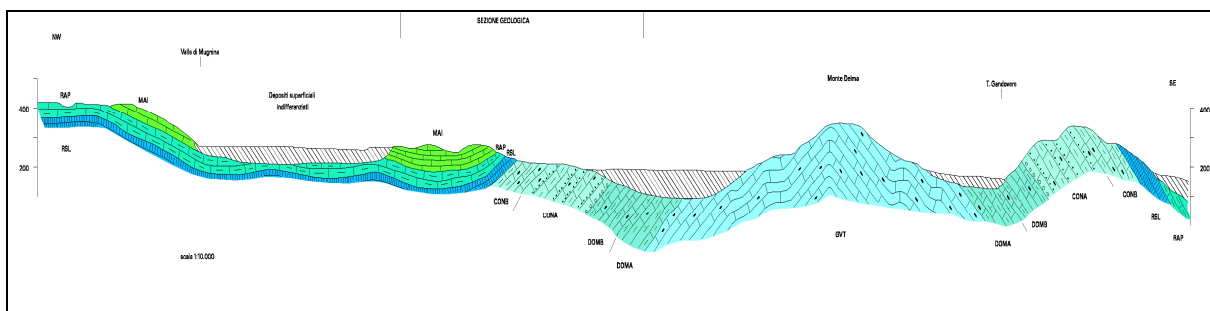 SEZIONE GEOLOGICA
NW
Valle di Mugnina
Monte Delma
T. Gandovere
SE
RAP
MAI
Depositi superficiali
indifferenziati
400
400
MAI
RSL
RAP
RSL
200
200
CONB
CONA
DOMB
DOMA
GVT
DOMA
DOMB
CONA
CONB
RSL
RAP
scala 1:10.000